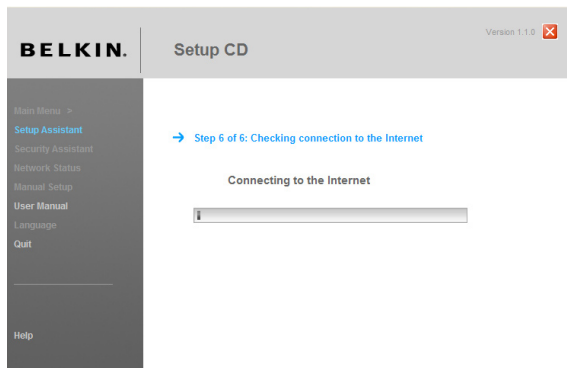 BELKIN.
Setup CD
Version 1.1.0
Main Menu >
Setup Assistant
Security Assistant
Network Status
Manual Setup
User Manual
Language
Quit
Help
Step 6 of 6: Checking connection to the Internet
Connecting to the Internet